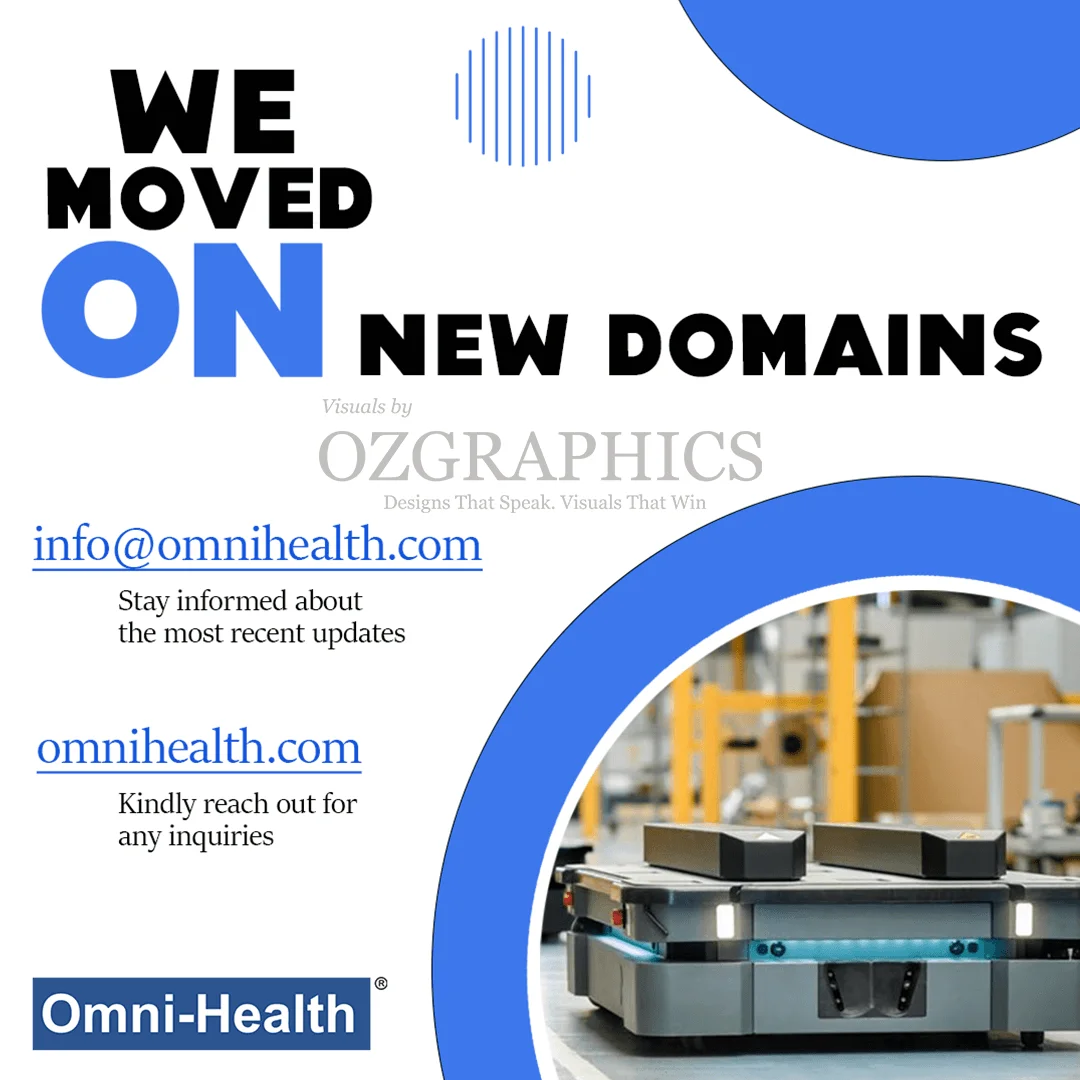 WE
MOVED
ON NEW DOMAINS
Visuals by
OZGRAPHICS
Designs That Speak. Visuals That Win
info@omnihealth.com
Stay informed about
the most recent updates
omnihealth.com
Kindly reach out for
any inquiries
Omni-Health®